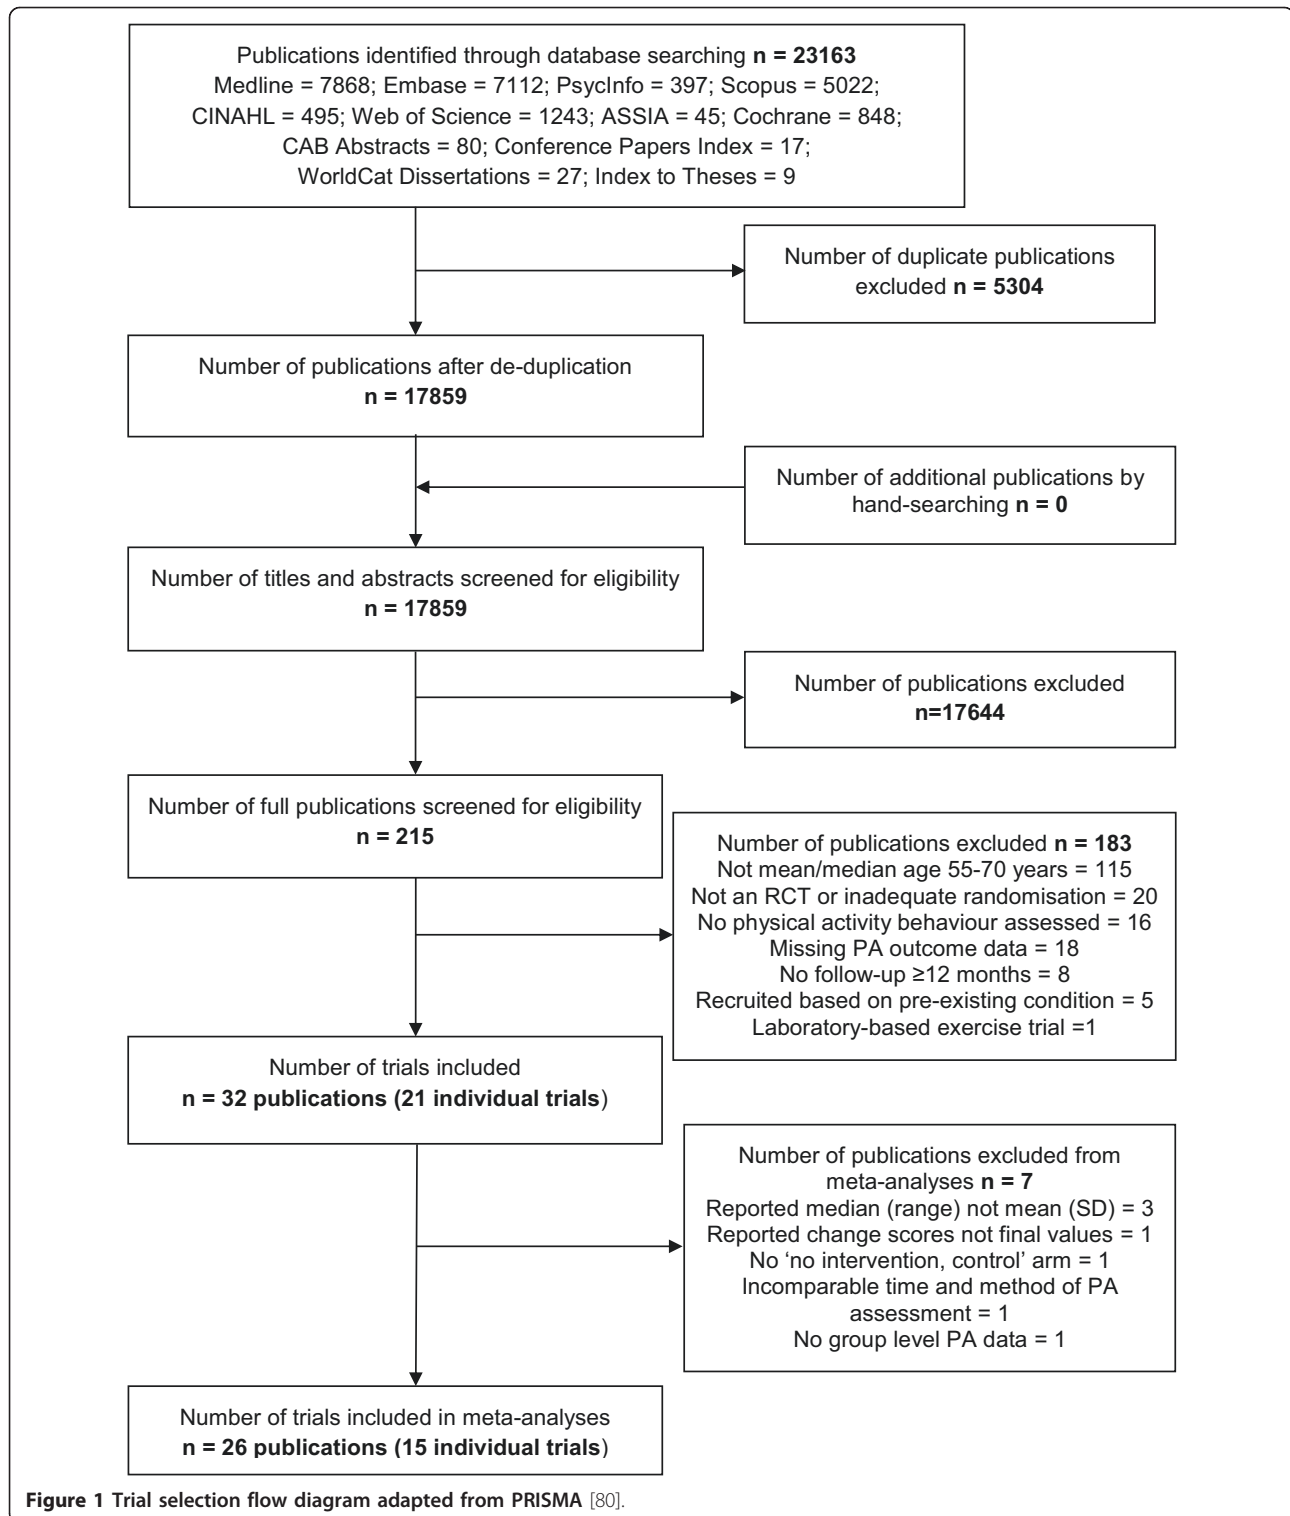 Publications identified through database searching n = 23163
Medline = 7868; Embase = 7112; PsycInfo = 397; Scopus = 5022;
CINAHL = 495; Web of Science = 1243; ASSIA = 45; Cochrane = 848;
CAB Abstracts = 80; Conference Papers Index = 17;
WorldCat Dissertations = 27; Index to Theses = 9
Number of duplicate publications
excluded n = 5304
Number of publications after de-duplication
n = 17859
Number of additional publications by
hand-searching n = 0
Number of titles and abstracts screened for eligibility
n = 17859
Number of publications excluded
n=17644
Number of full publications screened for eligibility
n = 215
Number of publications excluded n = 183
Not mean/median age 55-70 years = 115
Not an RCT or inadequate randomisation = 20
No physical activity behaviour assessed = 16
Missing PA outcome data = 18
No follow-up ≥12 months = 8
Recruited based on pre-existing condition = 5
Laboratory-based exercise trial =1
Number of trials included
n = 32 publications (21 individual trials)
Number of publications excluded from
meta-analyses n = 7
Reported median (range) not mean (SD) = 3
Reported change scores not final values = 1
No ‘no intervention, control’ arm = 1
Incomparable time and method of PA
assessment = 1
No group level PA data = 1
Number of trials included in meta-analyses
n = 26 publications (15 individual trials)
Figure 1 Trial selection flow diagram adapted from PRISMA [80].